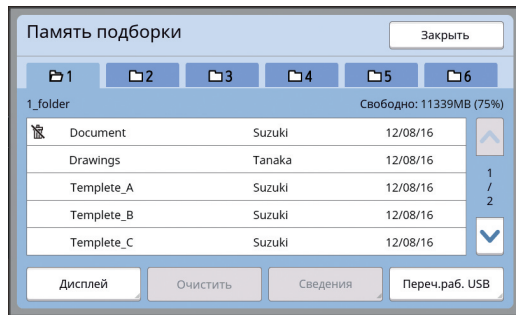 Память подборки Закрыть
1 2 3 4 5 6
1_folder Свободно: 11339MB (75%)
Document Suzuki 12/08/16
Drawings Tanaka 12/08/16
Templete_A Suzuki 12/08/16
Templete_B Suzuki 12/08/16
Templete_C Suzuki 12/08/16
1
/
2
Дисплей Очистить Сведения Переч.раб. USB